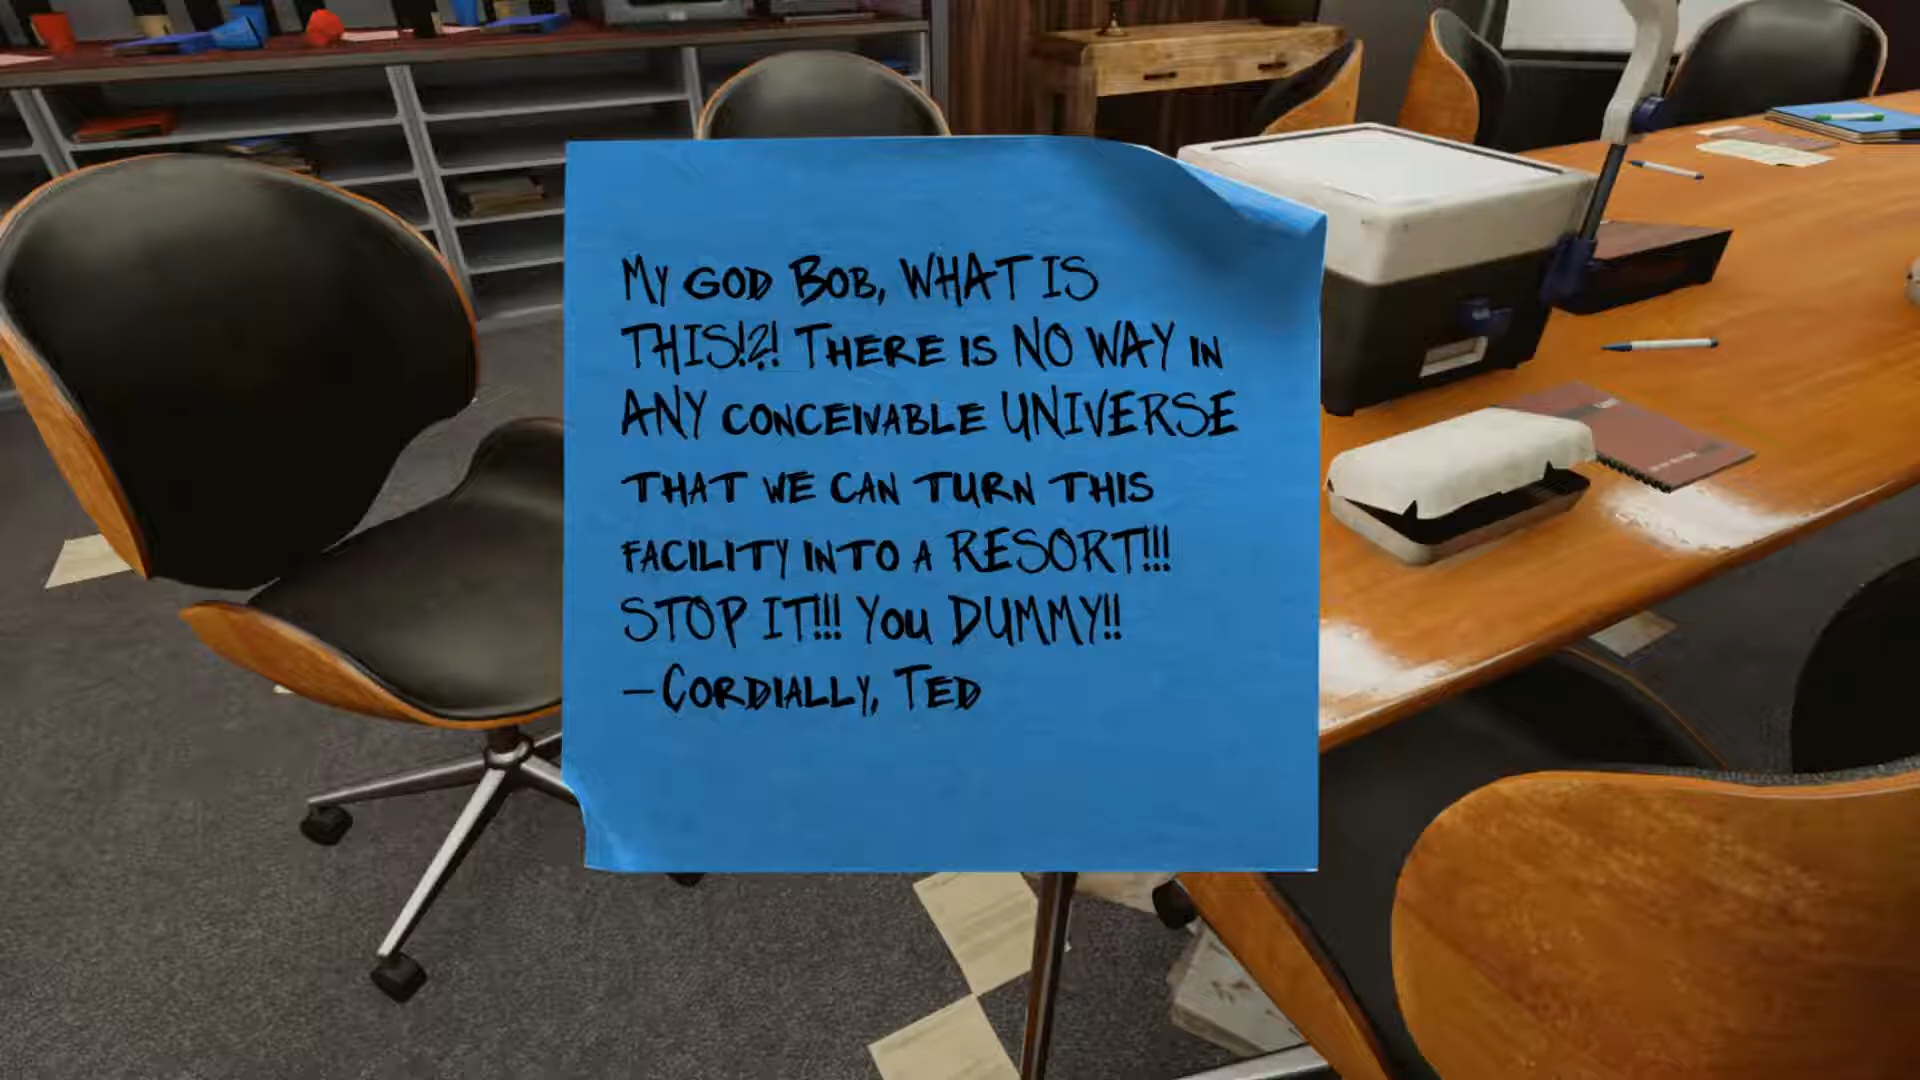 My god Bob, WHAT IS
THIS!?! There is NO WAY in
ANY conceivable UNIVERSE
that we can turn this
facility into a RESORT!!!
STOP IT!!! You DUMMY!!
– Cordially, Ted